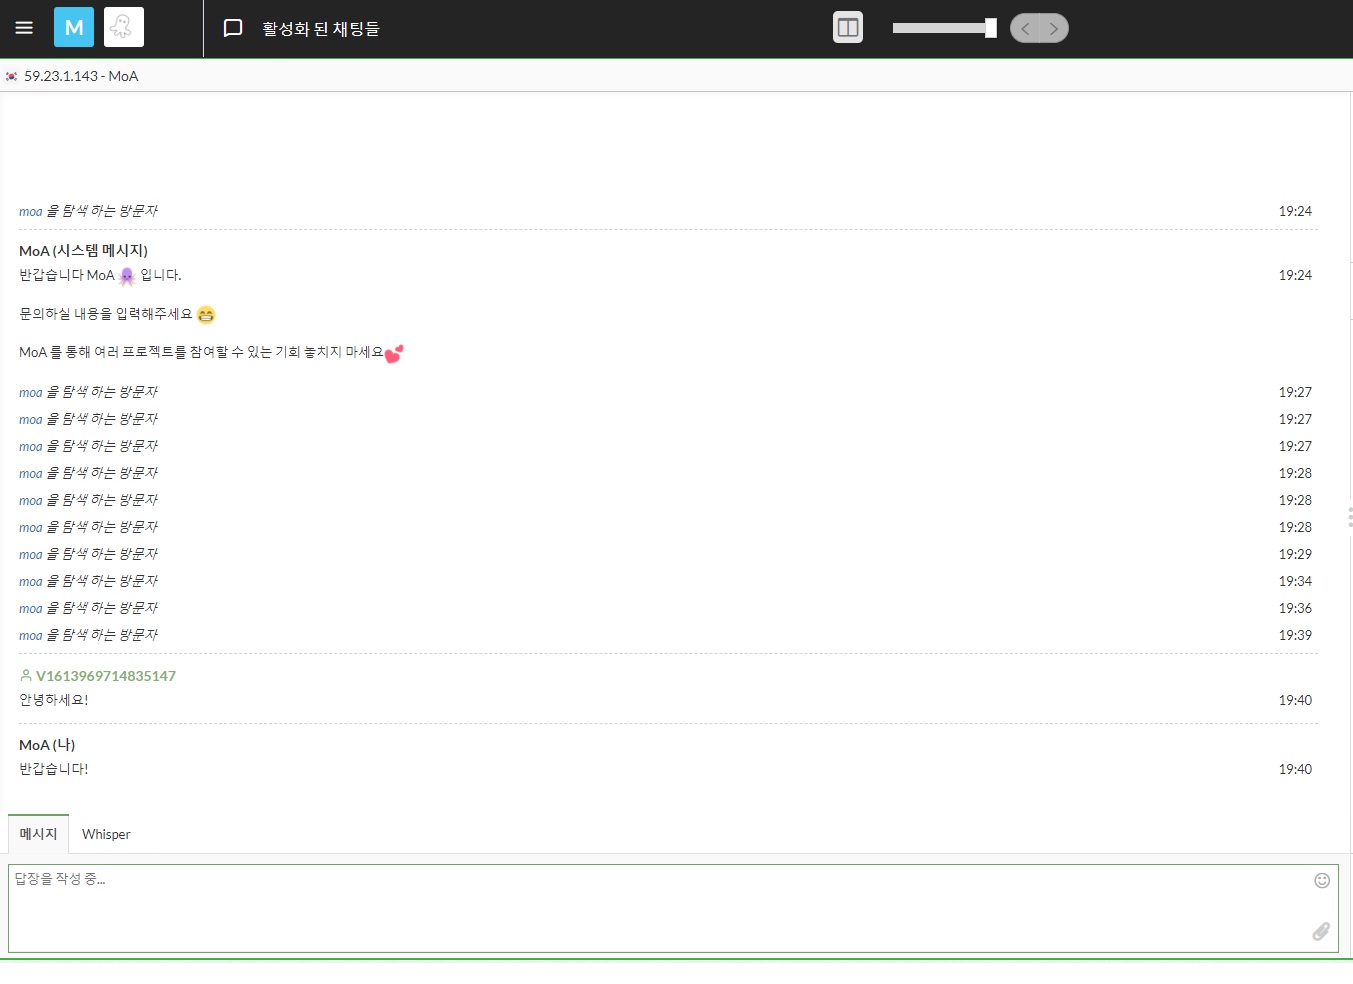 M
활성화 된 채팅들
59.23.1.143 - MoA
moa 을 탐색 하는 방문자 19:24
MoA (시스템 메시지)
반갑습니다 MoA 🐙 입니다. 19:24
문의하실 내용을 입력해주세요 😁
MoA 를 통해 여러 프로젝트를 참여할 수 있는 기회 놓치지 마세요💕
moa 을 탐색 하는 방문자 19:27
moa 을 탐색 하는 방문자 19:27
moa 을 탐색 하는 방문자 19:27
moa 을 탐색 하는 방문자 19:28
moa 을 탐색 하는 방문자 19:28
moa 을 탐색 하는 방문자 19:28
moa 을 탐색 하는 방문자 19:29
moa 을 탐색 하는 방문자 19:34
moa 을 탐색 하는 방문자 19:36
moa 을 탐색 하는 방문자 19:39
V1613969714835147
안녕하세요! 19:40
MoA (나)
반갑습니다! 19:40
메시지 Whisper
답장을 작성 중...